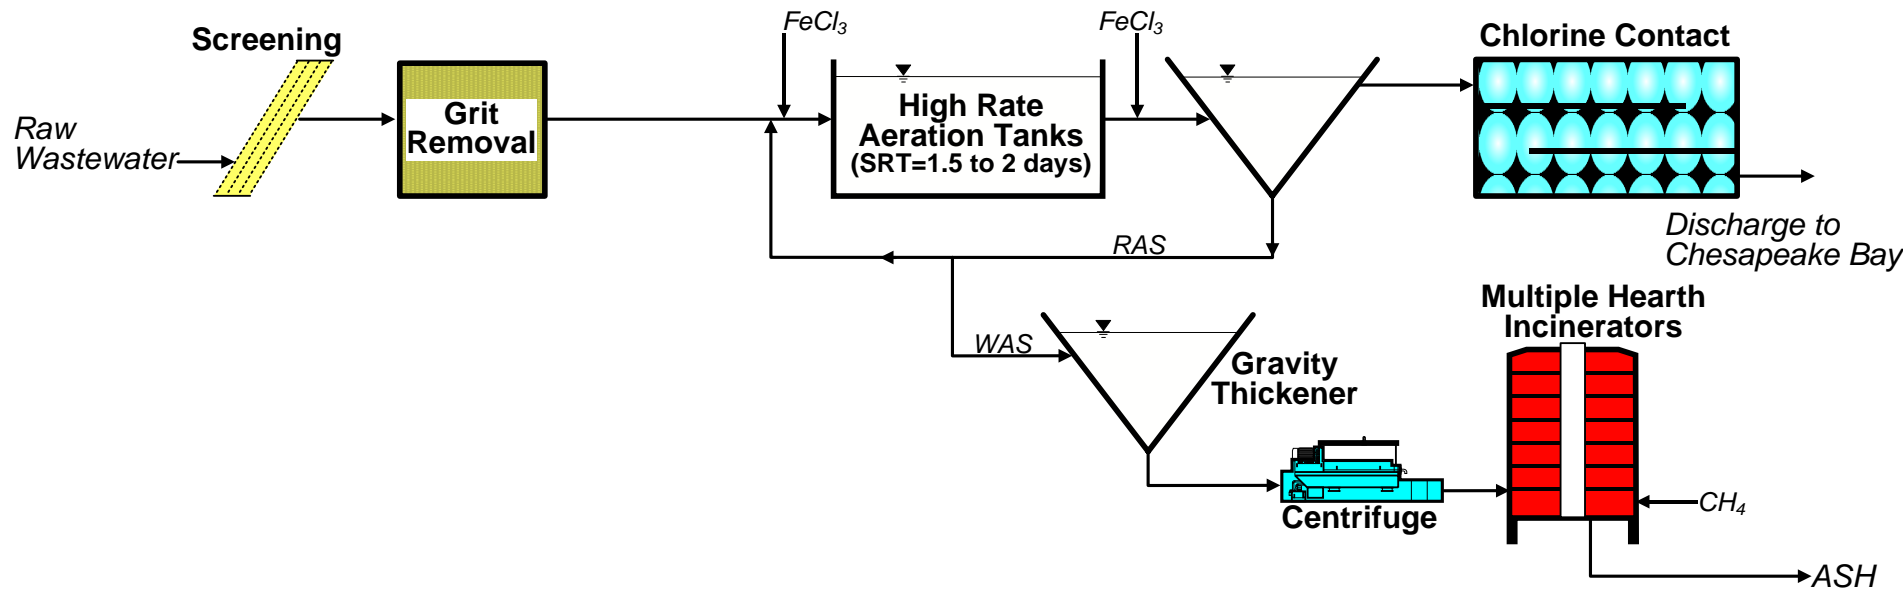 Screening
FeCl3
FeCl3
Chlorine Contact
Raw
Wastewater
Grit
Removal
High Rate
Aeration Tanks
(SRT=1.5 to 2 days)
Discharge to
Chesapeake Bay
RAS
WAS
Gravity
Thickener
Multiple Hearth
Incinerators
Centrifuge
CH4
ASH